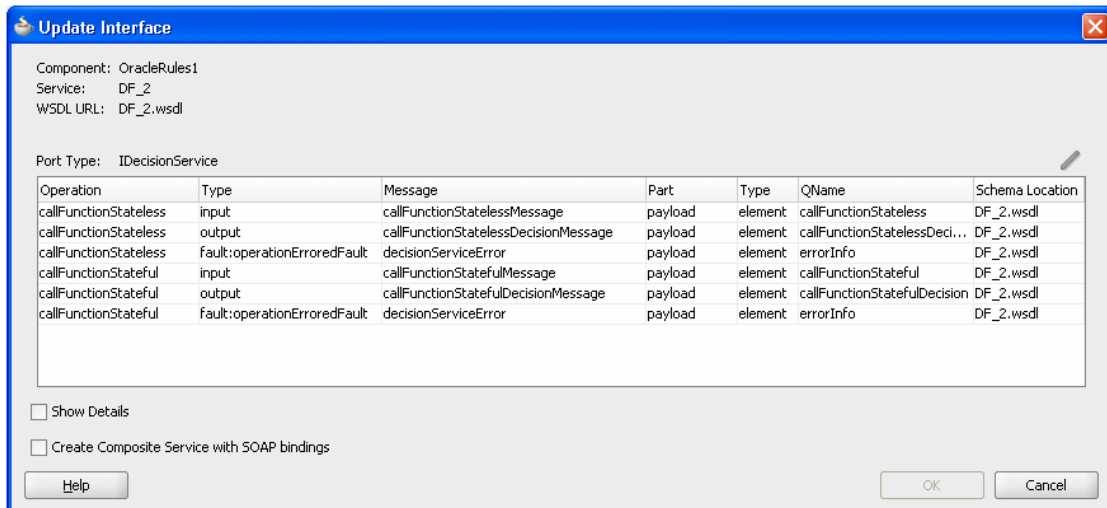 Update Interface
Component: OracleRules1
Service: DF_2
WSDL URL: DF_2.wsdl
Port Type: IDecisionService
Operation Type Message Part Type QName Schema Location
callFunctionStateless input callFunctionStatelessMessage payload element callFunctionStateless DF_2.wsdl
callFunctionStateless output callFunctionStatelessDecisionMessage payload element callFunctionStatelessDeci... DF_2.wsdl
callFunctionStateless fault:operationErroredFault decisionServiceError payload element errorInfo DF_2.wsdl
callFunctionStateful input callFunctionStatefulMessage payload element callFunctionStateful DF_2.wsdl
callFunctionStateful output callFunctionStatefulDecisionMessage payload element callFunctionStatefulDecision DF_2.wsdl
callFunctionStateful fault:operationErroredFault decisionServiceError payload element errorInfo DF_2.wsdl
Show Details
Create Composite Service with SOAP bindings
Help OK Cancel